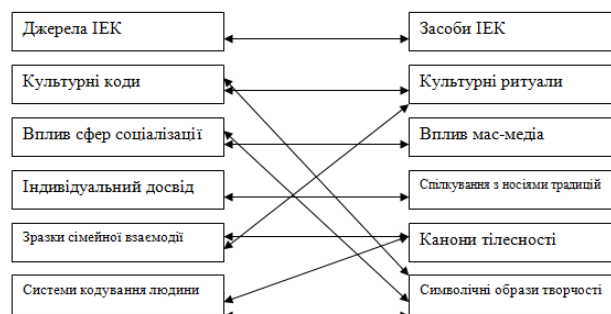 Джерела ІЕК
Засоби ІЕК
Культурні коди
Культурні ритуали
Вплив сфер соціалізації
Вплив мас-медіа
Індивідуальний досвід
Спілкування з носіями традицій
Зразки сімейної взаємодії
Канони тілесності
Системи кодування людини
Символічні образи творчості